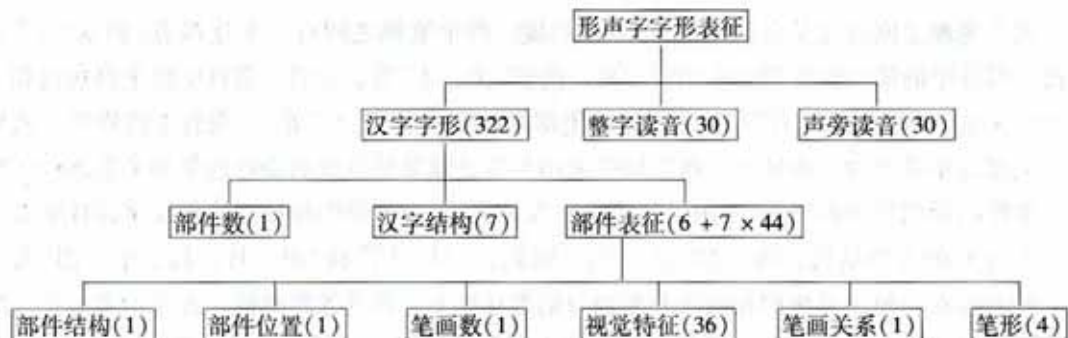 形声字字形表征
汉字字形(322) 整字读音(30) 声旁读音(30)
部件数(1) 汉字结构(7) 部件表征(6+7×44)
部件结构(1) 部件位置(1) 笔画数(1) 视觉特征(36) 笔画关系(1) 笔形(4)